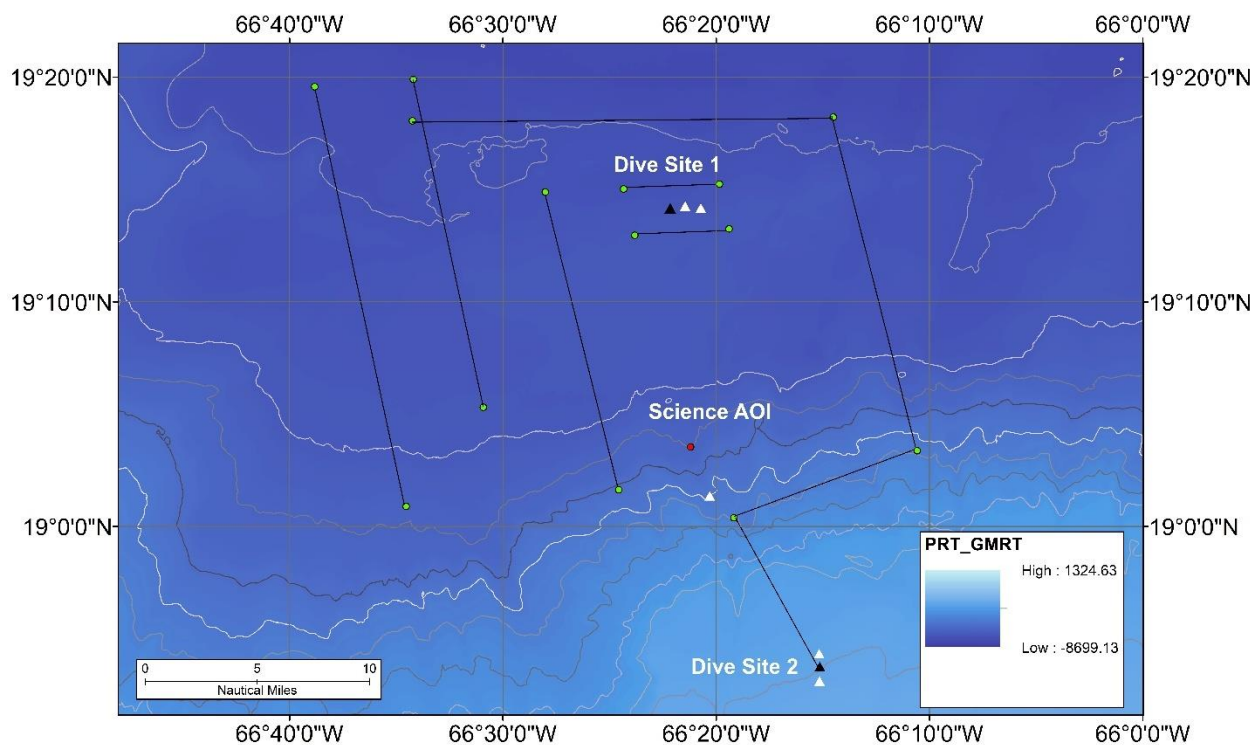 66°40'0"W 66°30'0"W 66°20'0"W 66°10'0"W 66°0'0"W
19°20'0"N 19°20'0"N
Dive Site 1
19°10'0"N 19°10'0"N
Science AOI
19°0'0"N 19°0'0"N
PRT_GMRT
High : 1324.63
Low : -8699.13
Dive Site 2
0 5 10
Nautical Miles
66°40'0"W 66°30'0"W 66°20'0"W 66°10'0"W 66°0'0"W